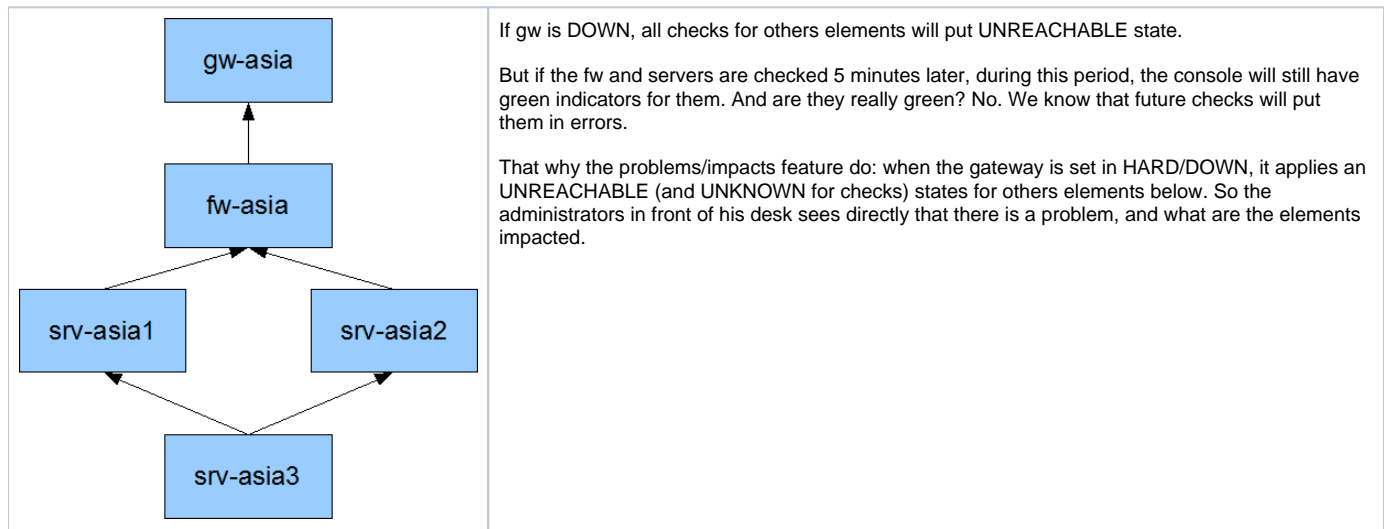 gw-asia
fw-asia
srv-asia1
srv-asia2
srv-asia3
If gw is DOWN, all checks for others elements will put UNREACHABLE state.
But if the fw and servers are checked 5 minutes later, during this period, the console will still have
green indicators for them. And are they really green? No. We know that future checks will put
them in errors.
That why the problems/impacts feature do: when the gateway is set in HARD/DOWN, it applies an
UNREACHABLE (and UNKNOWN for checks) states for others elements below. So the
administrators in front of his desk sees directly that there is a problem, and what are the elements
impacted.